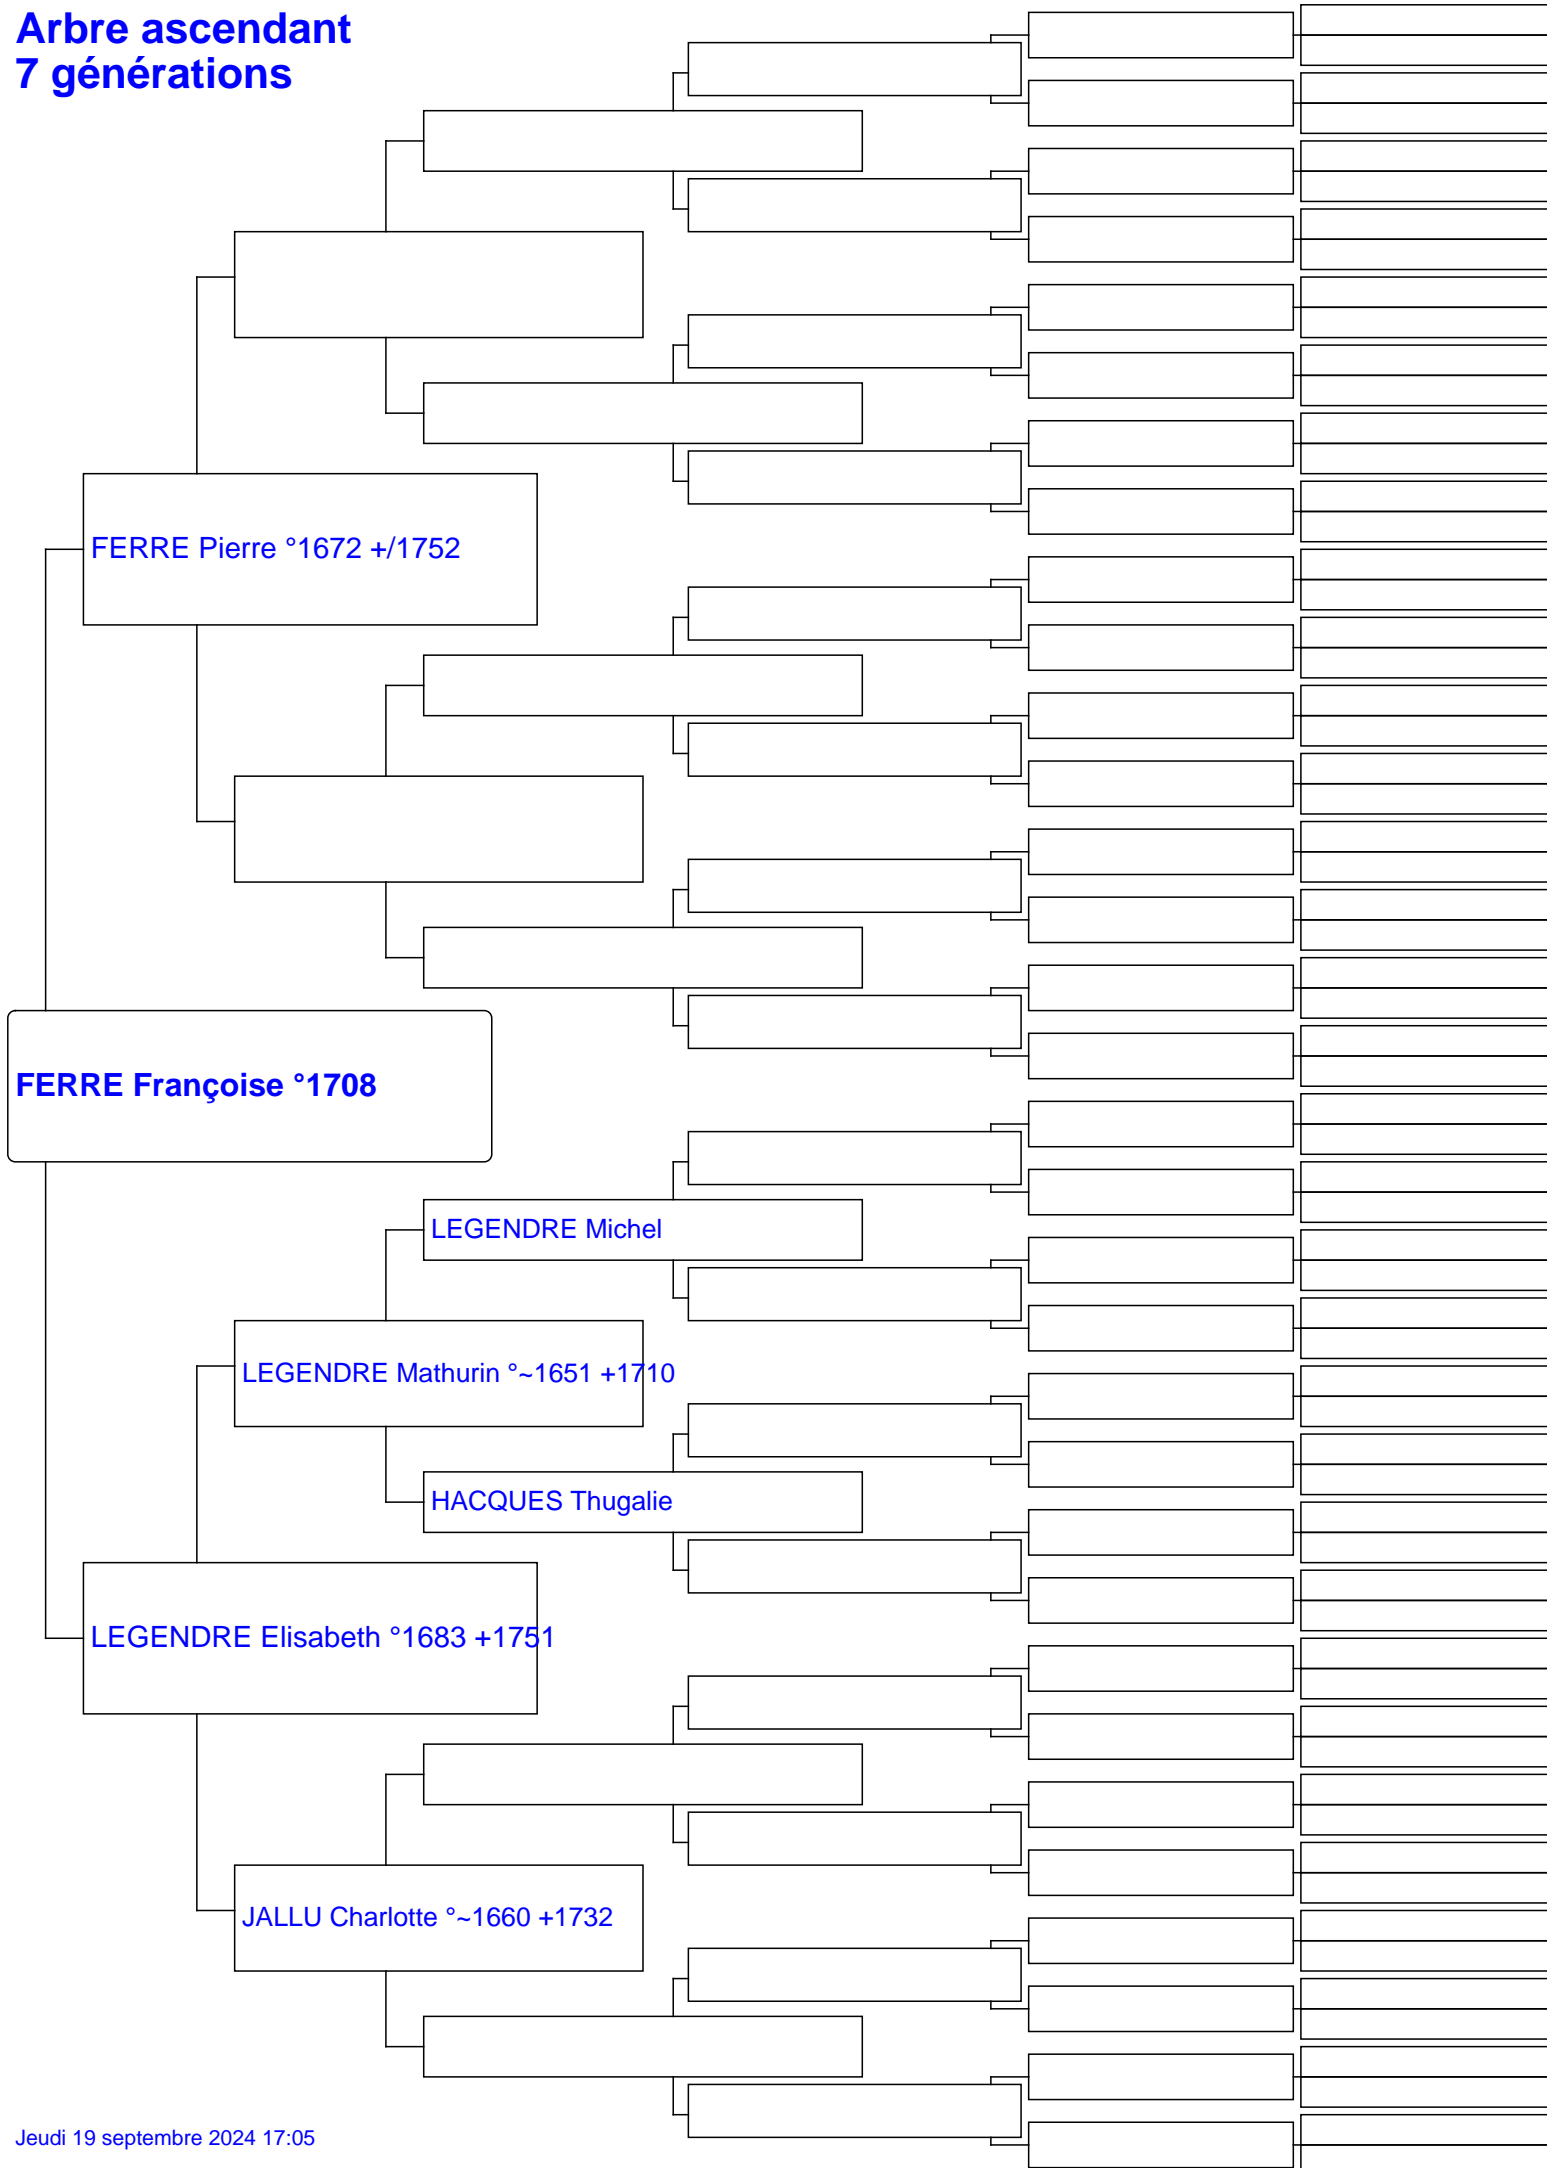 Arbre ascendant
7 générations
FERRE Pierre °1672 +/1752
FERRE Françoise °1708
LEGENDRE Michel
LEGENDRE Mathurin °~1651 +1710
HACQUES Thugalie
LEGENDRE Elisabeth °1683 +1751
JALLU Charlotte °~1660 +1732
Jeudi 19 septembre 2024 17:05